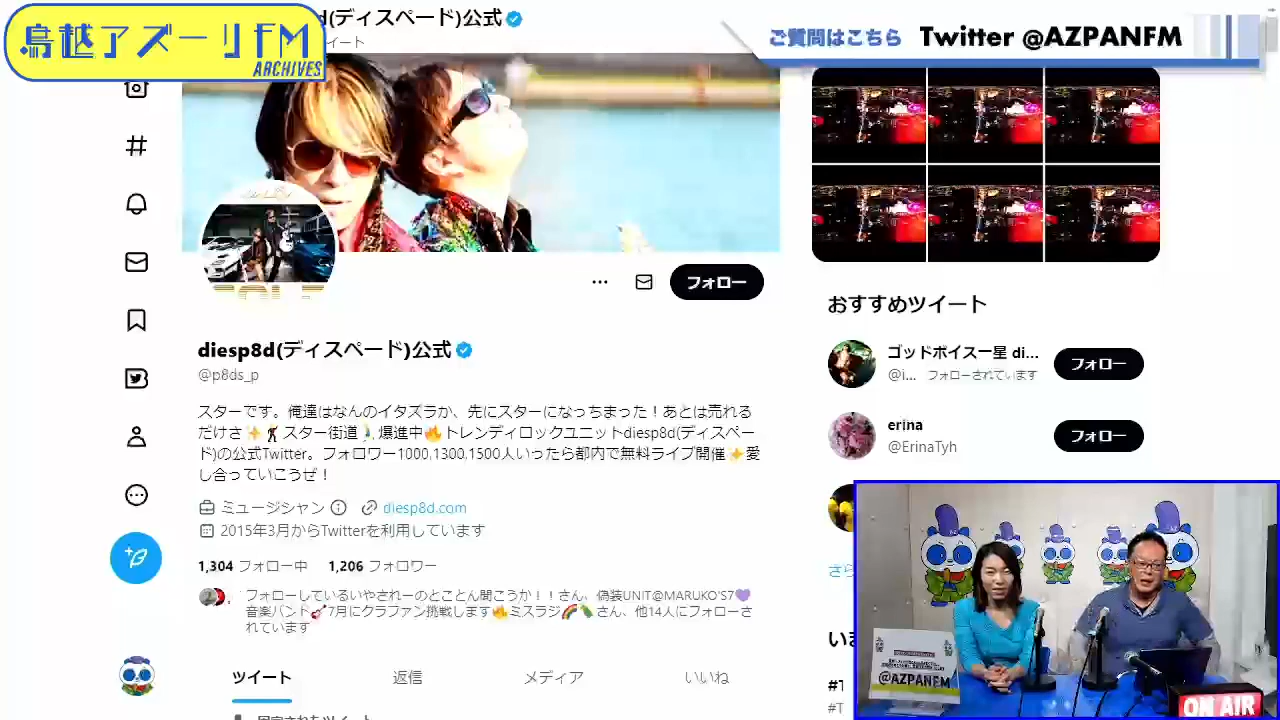 鳥越アズーリFM
ARCHIVES
(ディスペード)公式
イート
ご質問はこちら Twitter @AZPANFM
フォロー
diesp8d(ディスペード)公式
@p8ds_p
スターです。俺達はなんのイタズラか、先にスターになっちまった！あとは売れる
だけさ✨🕺スター街道🚶爆進中🔥トレンディロックユニットdiesp8d(ディスペー
ド)の公式Twitter。フォロワー1000,1300,1500人いったら都内で無料ライブ開催✨愛
し合っていこうぜ！
ミュージシャン diesp8d.com
2015年3月からTwitterを利用しています
1,304 フォロー中 1,206 フォロワー
フォローしているいやされーのとことん聞こうか！！さん、偽装UNIT@MARUKO'S7💜
音楽バンド🎸7月にクラファン挑戦します🔥ミスラジ🌈🍾さん、他14人にフォローさ
れています
ツイート 返信 メディア いいね
固定されたツイート
おすすめツイート
ゴッドボイス一星 di...
@i... フォローされています
フォロー
erina
@ErinaTyh
フォロー
さら
いま
@AZPANFM
ON AIR